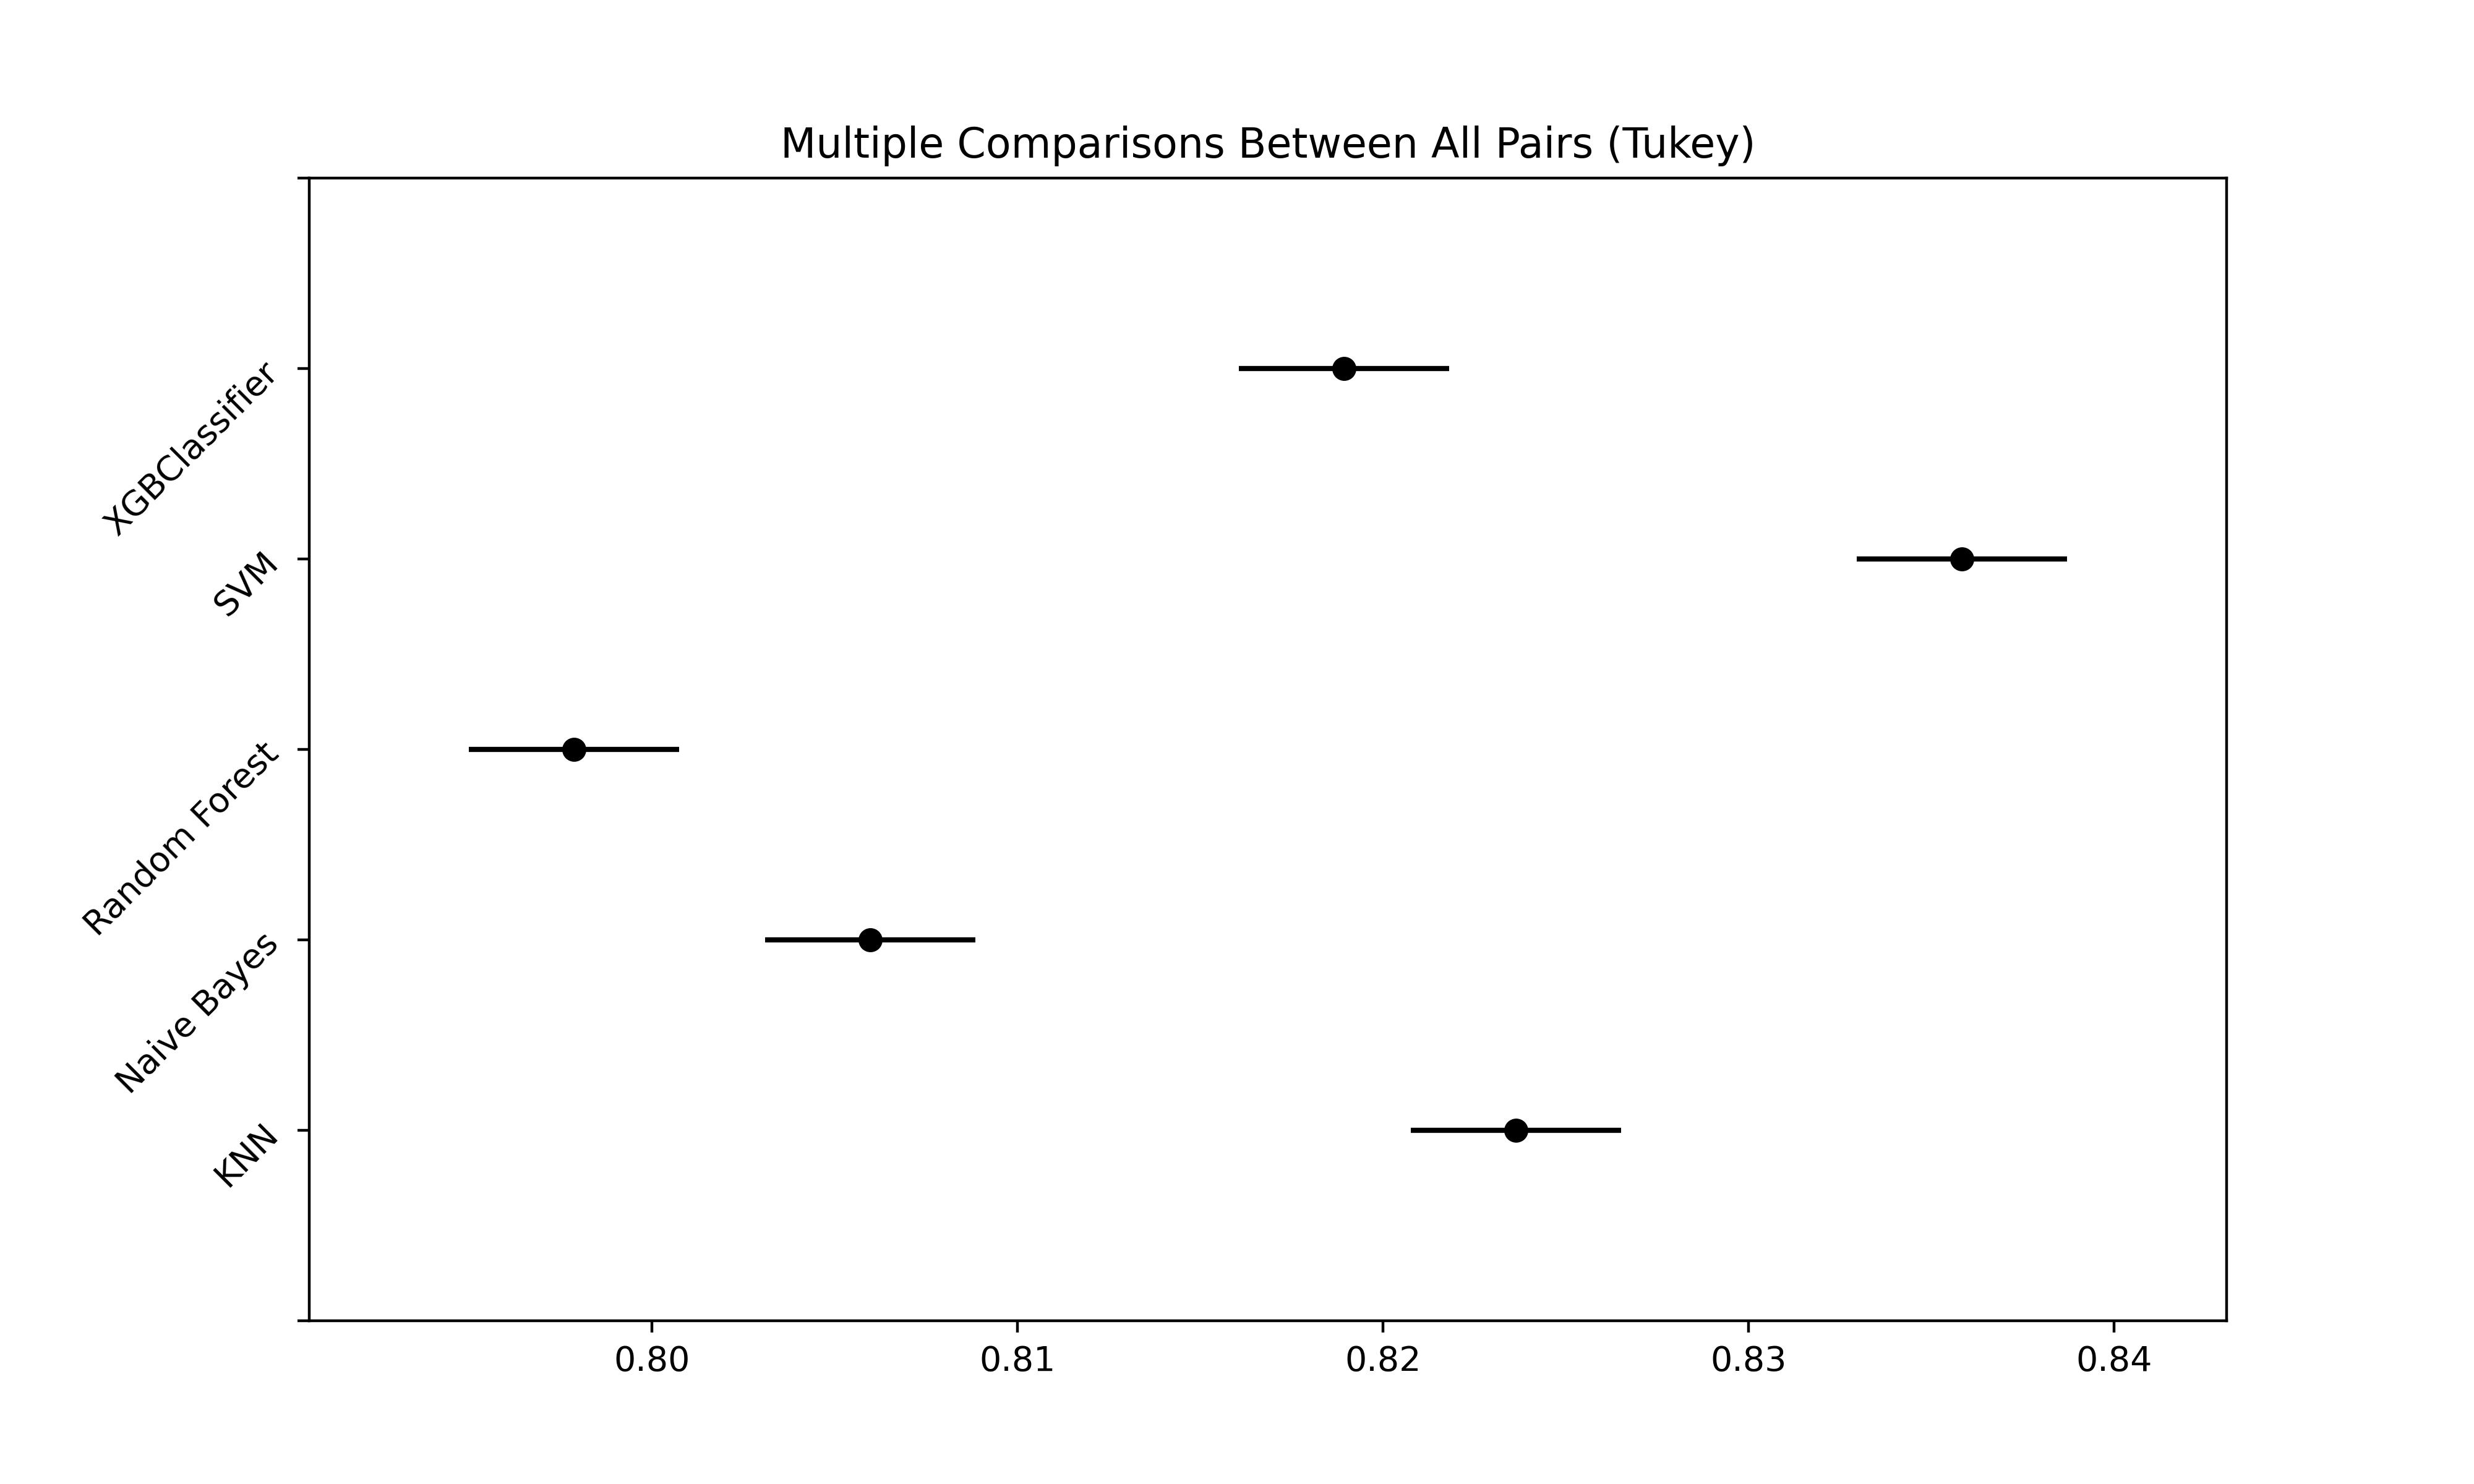 Multiple Comparisons Between All Pairs (Tukey)
XGBClassifier
SVM
Random Forest
Naive Bayes
KNN
0.80 0.81 0.82 0.83 0.84